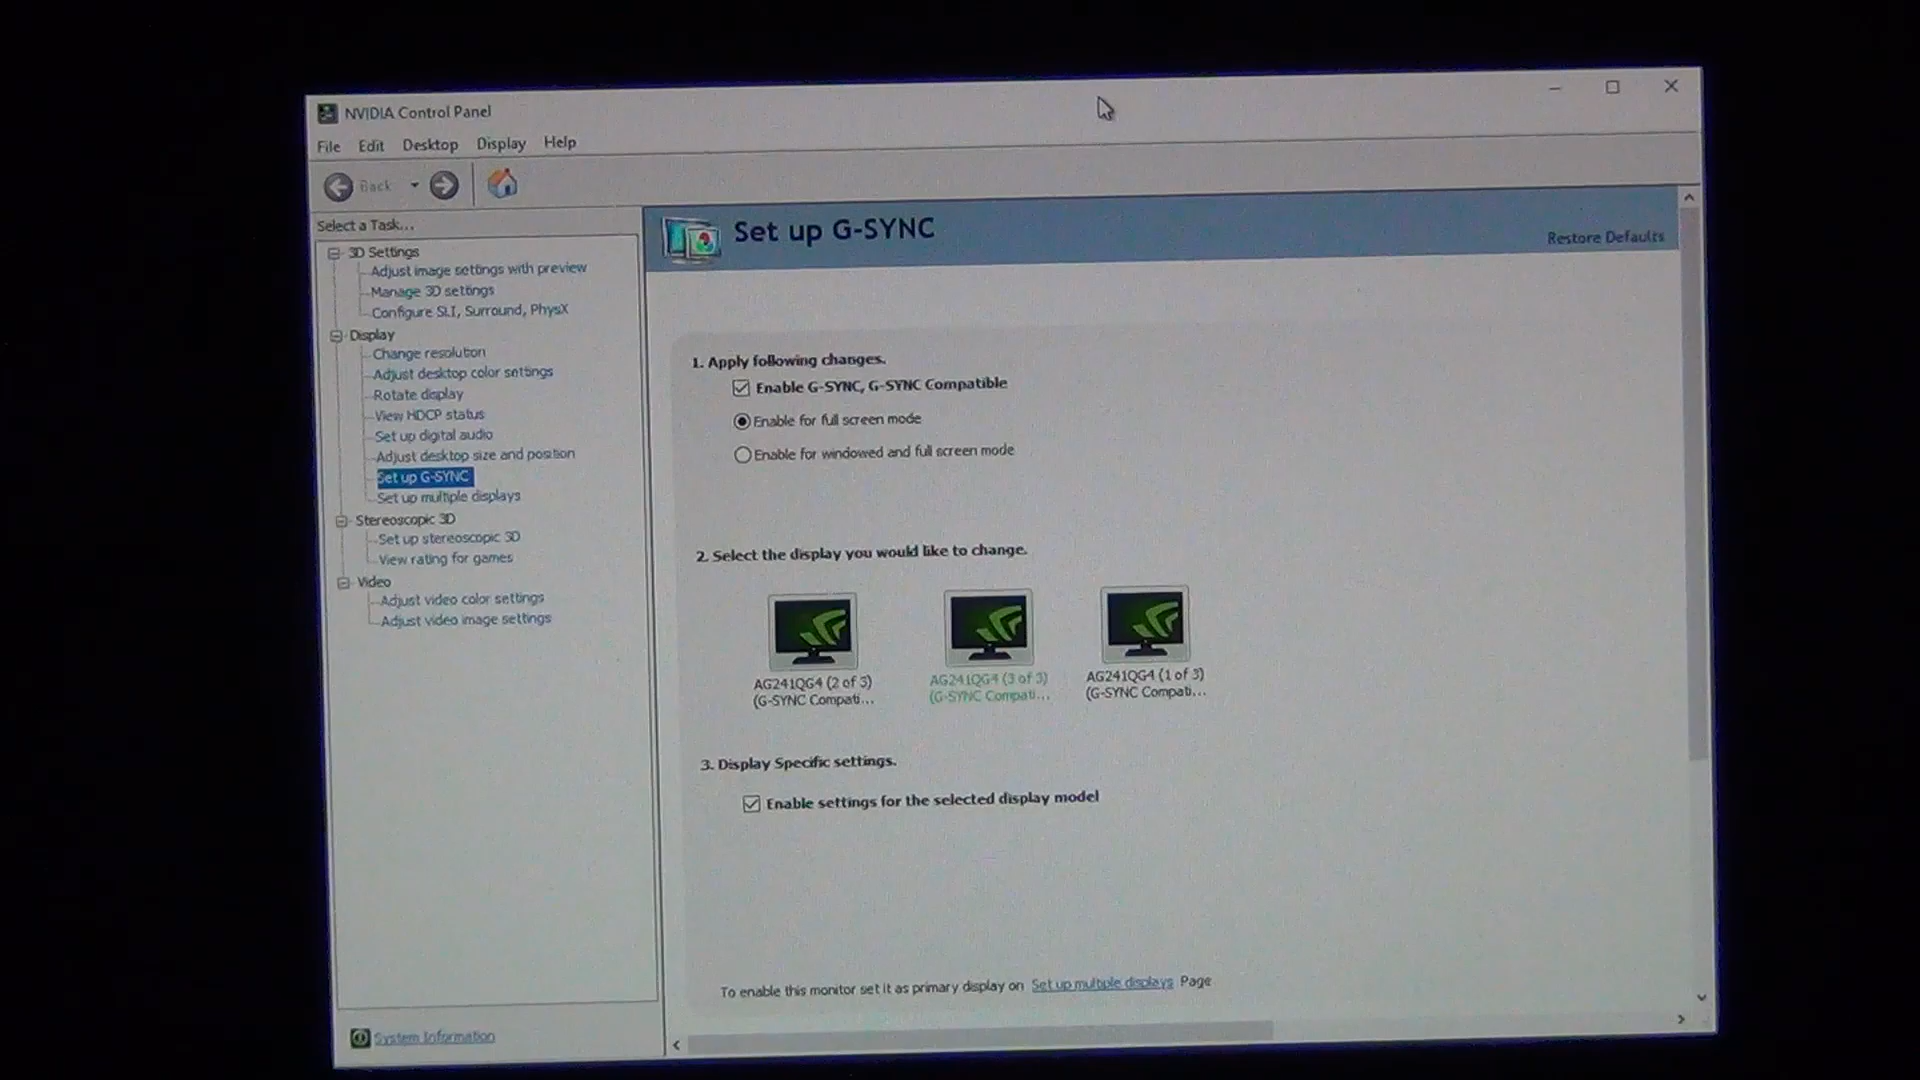 NVIDIA Control Panel
File Edit Desktop Display Help
Back
Select a Task...
3D Settings
Adjust image settings with preview
Manage 3D settings
Configure SLI, Surround, PhysX
Display
Change resolution
Adjust desktop color settings
Rotate display
View HDCP status
Set up digital audio
Adjust desktop size and position
Set up G-SYNC
Set up multiple displays
Stereoscopic 3D
Set up stereoscopic 3D
View rating for games
Video
Adjust video color settings
Adjust video image settings
System Information
Set up G-SYNC
Restore Defaults
1. Apply following changes.
Enable G-SYNC, G-SYNC Compatible
Enable for full screen mode
Enable for windowed and full screen mode
2. Select the display you would like to change.
AG241QG4 (2 of 3)
(G-SYNC Compati...
AG241QG4 (3 of 3)
(G-SYNC Compati...
AG241QG4 (1 of 3)
(G-SYNC Compati...
3. Display Specific settings.
Enable settings for the selected display model
To enable this monitor set it as primary display on Set up multiple displays Page